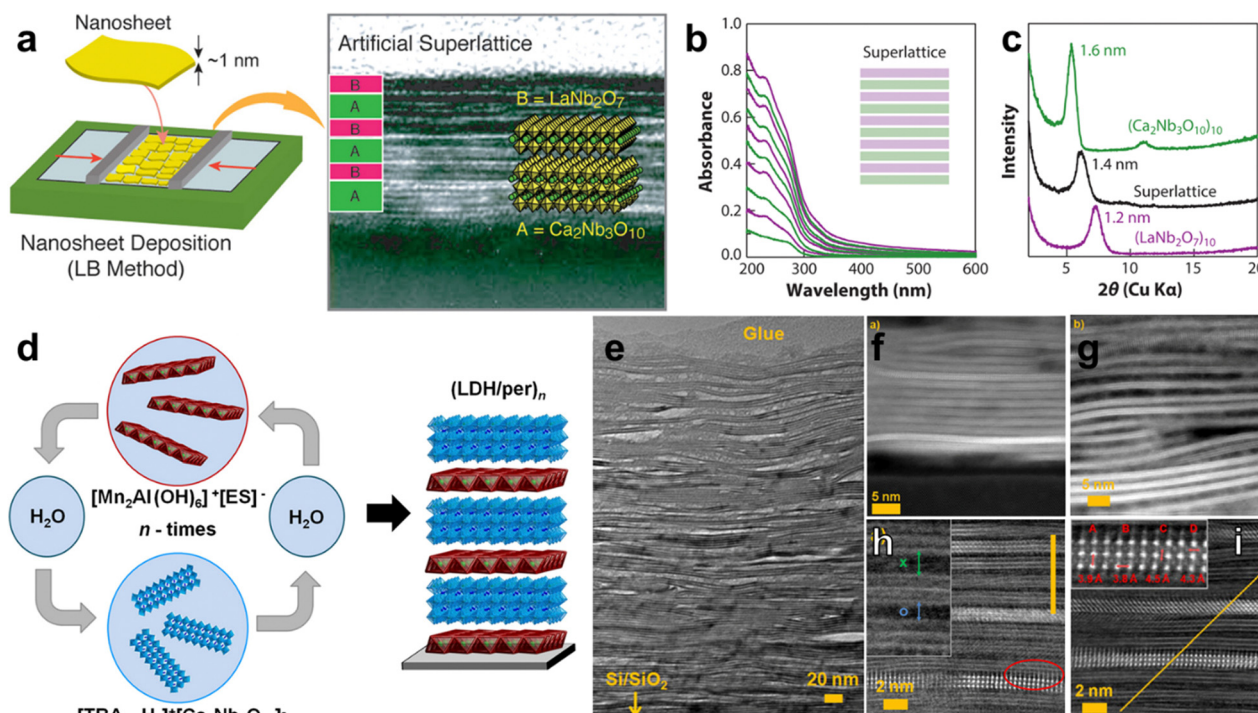 a
Nanosheet
~1 nm
Nanosheet Deposition
(LB Method)
Artificial Superlattice
B
A
B
A
B
A
B = LaNb₂O₇
A = Ca₂Nb₃O₁₀
b
Absorbance
1.0
0.8
0.6
0.4
0.2
0
200 300 400 500 600
Wavelength (nm)
Superlattice
c
Intensity
1.6 nm
(Ca₂Nb₃O₁₀)₁₀
1.4 nm
Superlattice
1.2 nm
(LaNb₂O₇)₁₀
5 10 15 20
2θ (Cu Kα)
d
[Mn₂Al(OH)₆]⁺[ES]⁻
n - times
H₂O
H₂O
(LDH/per)ₙ
e
Glue
Si/SiO₂
20 nm
a)
f
5 nm
b)
g
5 nm
h
x
o
2 nm
A B C D
i
2 nm